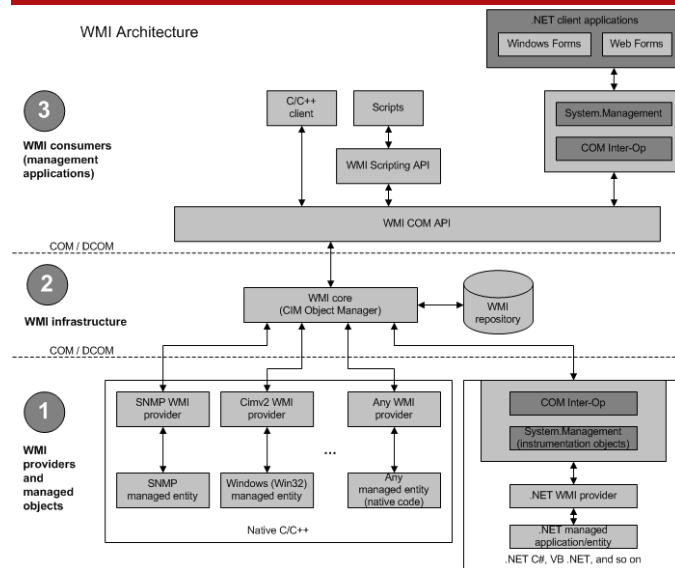 WMI Architecture
.NET client applications
Windows Forms
Web Forms
3
WMI consumers
(management
applications)
C/C++
client
Scripts
WMI Scripting API
System.Management
COM Inter-Op
WMI COM API
COM / DCOM
2
WMI infrastructure
WMI core
(CIM Object Manager)
WMI
repository
COM / DCOM
1
WMI
providers
and
managed
objects
SNMP WMI
provider
Cimv2 WMI
provider
Any WMI
provider
...
SNMP
managed entity
Windows (Win32)
managed entity
Any
managed entity
(native code)
Native C/C++
COM Inter-Op
System.Management
(instrumentation objects)
.NET WMI provider
.NET managed
application/entity
.NET C#, VB .NET, and so on